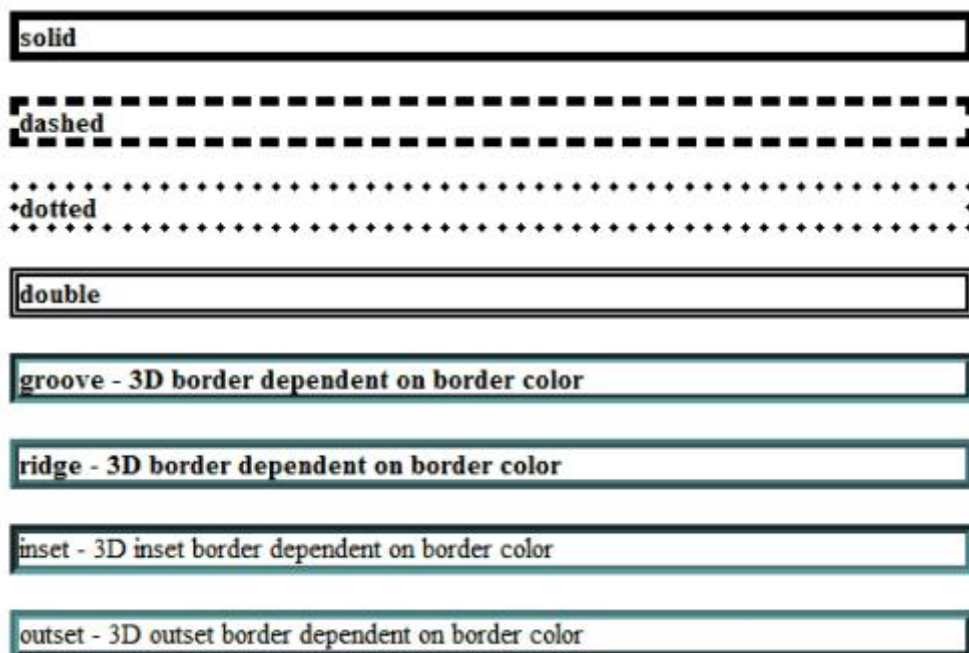 solid
dashed
dotted
double
groove - 3D border dependent on border color
ridge - 3D border dependent on border color
inset - 3D inset border dependent on border color
outset - 3D outset border dependent on border color